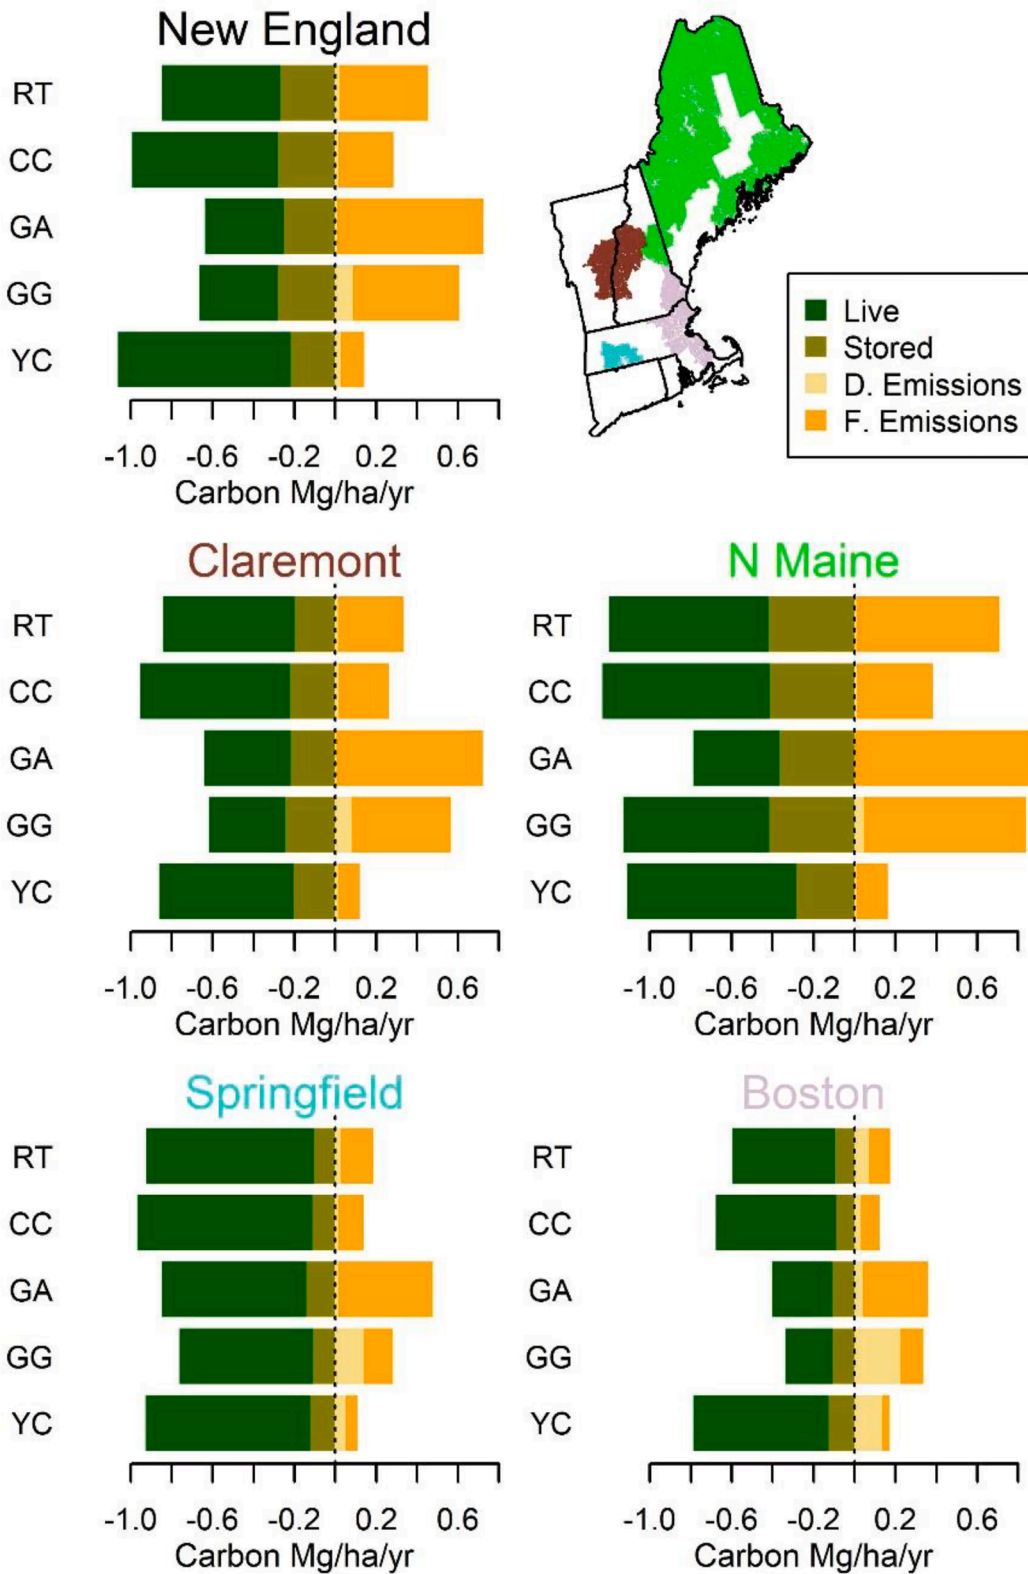 New England
RT
CC
GA
GG
YC
-1.0 -0.6 -0.2 0.2 0.6
Carbon Mg/ha/yr
Live
Stored
D. Emissions
F. Emissions
Claremont
RT
CC
GA
GG
YC
-1.0 -0.6 -0.2 0.2 0.6
Carbon Mg/ha/yr
N Maine
RT
CC
GA
GG
YC
-1.0 -0.6 -0.2 0.2 0.6
Carbon Mg/ha/yr
Springfield
RT
CC
GA
GG
YC
-1.0 -0.6 -0.2 0.2 0.6
Carbon Mg/ha/yr
Boston
RT
CC
GA
GG
YC
-1.0 -0.6 -0.2 0.2 0.6
Carbon Mg/ha/yr